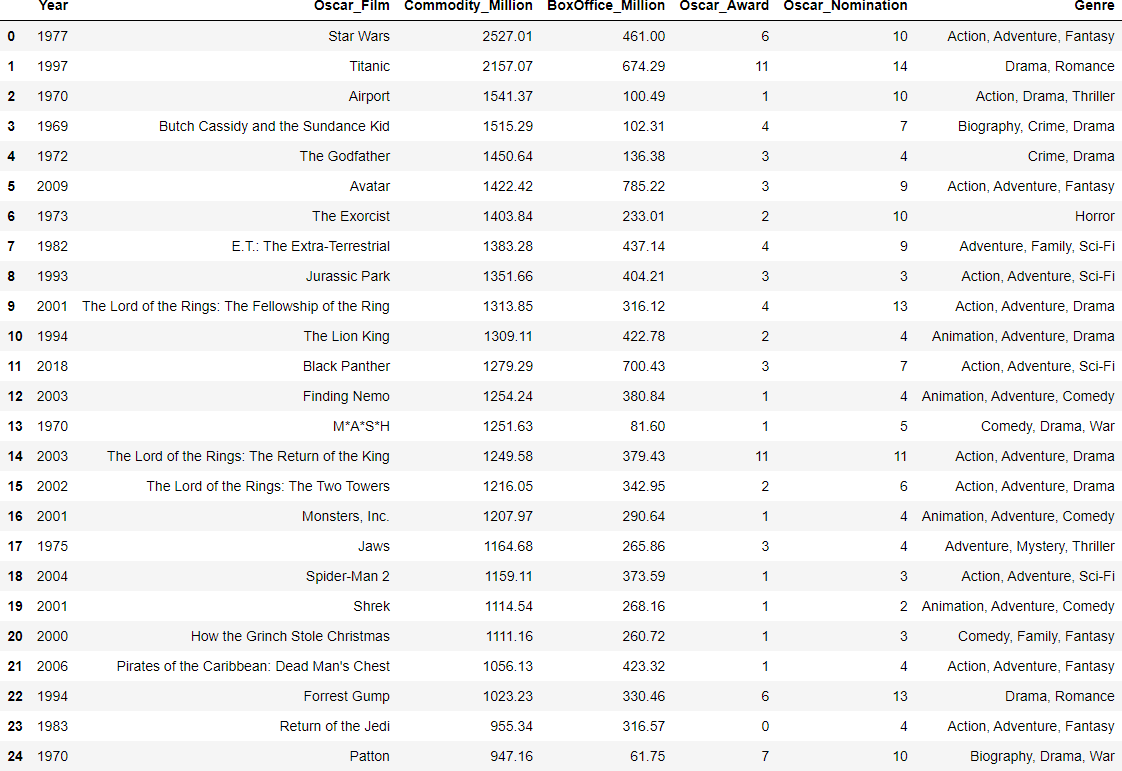 Year Oscar_Film Commodity_Million BoxOffice_Million Oscar_Award Oscar_Nomination Genre
0 1977 Star Wars 2527.01 461.00 6 10 Action, Adventure, Fantasy
1 1997 Titanic 2157.07 674.29 11 14 Drama, Romance
2 1970 Airport 1541.37 100.49 1 10 Action, Drama, Thriller
3 1969 Butch Cassidy and the Sundance Kid 1515.29 102.31 4 7 Biography, Crime, Drama
4 1972 The Godfather 1450.64 136.38 3 4 Crime, Drama
5 2009 Avatar 1422.42 785.22 3 9 Action, Adventure, Fantasy
6 1973 The Exorcist 1403.84 233.01 2 10 Horror
7 1982 E.T.: The Extra-Terrestrial 1383.28 437.14 4 9 Adventure, Family, Sci-Fi
8 1993 Jurassic Park 1351.66 404.21 3 3 Action, Adventure, Sci-Fi
9 2001 The Lord of the Rings: The Fellowship of the Ring 1313.85 316.12 4 13 Action, Adventure, Drama
10 1994 The Lion King 1309.11 422.78 2 4 Animation, Adventure, Drama
11 2018 Black Panther 1279.29 700.43 3 7 Action, Adventure, Sci-Fi
12 2003 Finding Nemo 1254.24 380.84 1 4 Animation, Adventure, Comedy
13 1970 M*A*S*H 1251.63 81.60 1 5 Comedy, Drama, War
14 2003 The Lord of the Rings: The Return of the King 1249.58 379.43 11 11 Action, Adventure, Drama
15 2002 The Lord of the Rings: The Two Towers 1216.05 342.95 2 6 Action, Adventure, Drama
16 2001 Monsters, Inc. 1207.97 290.64 1 4 Animation, Adventure, Comedy
17 1975 Jaws 1164.68 265.86 3 4 Adventure, Mystery, Thriller
18 2004 Spider-Man 2 1159.11 373.59 1 3 Action, Adventure, Sci-Fi
19 2001 Shrek 1114.54 268.16 1 2 Animation, Adventure, Comedy
20 2000 How the Grinch Stole Christmas 1111.16 260.72 1 3 Comedy, Family, Fantasy
21 2006 Pirates of the Caribbean: Dead Man's Chest 1056.13 423.32 1 4 Action, Adventure, Fantasy
22 1994 Forrest Gump 1023.23 330.46 6 13 Drama, Romance
23 1983 Return of the Jedi 955.34 316.57 0 4 Action, Adventure, Fantasy
24 1970 Patton 947.16 61.75 7 10 Biography, Drama, War